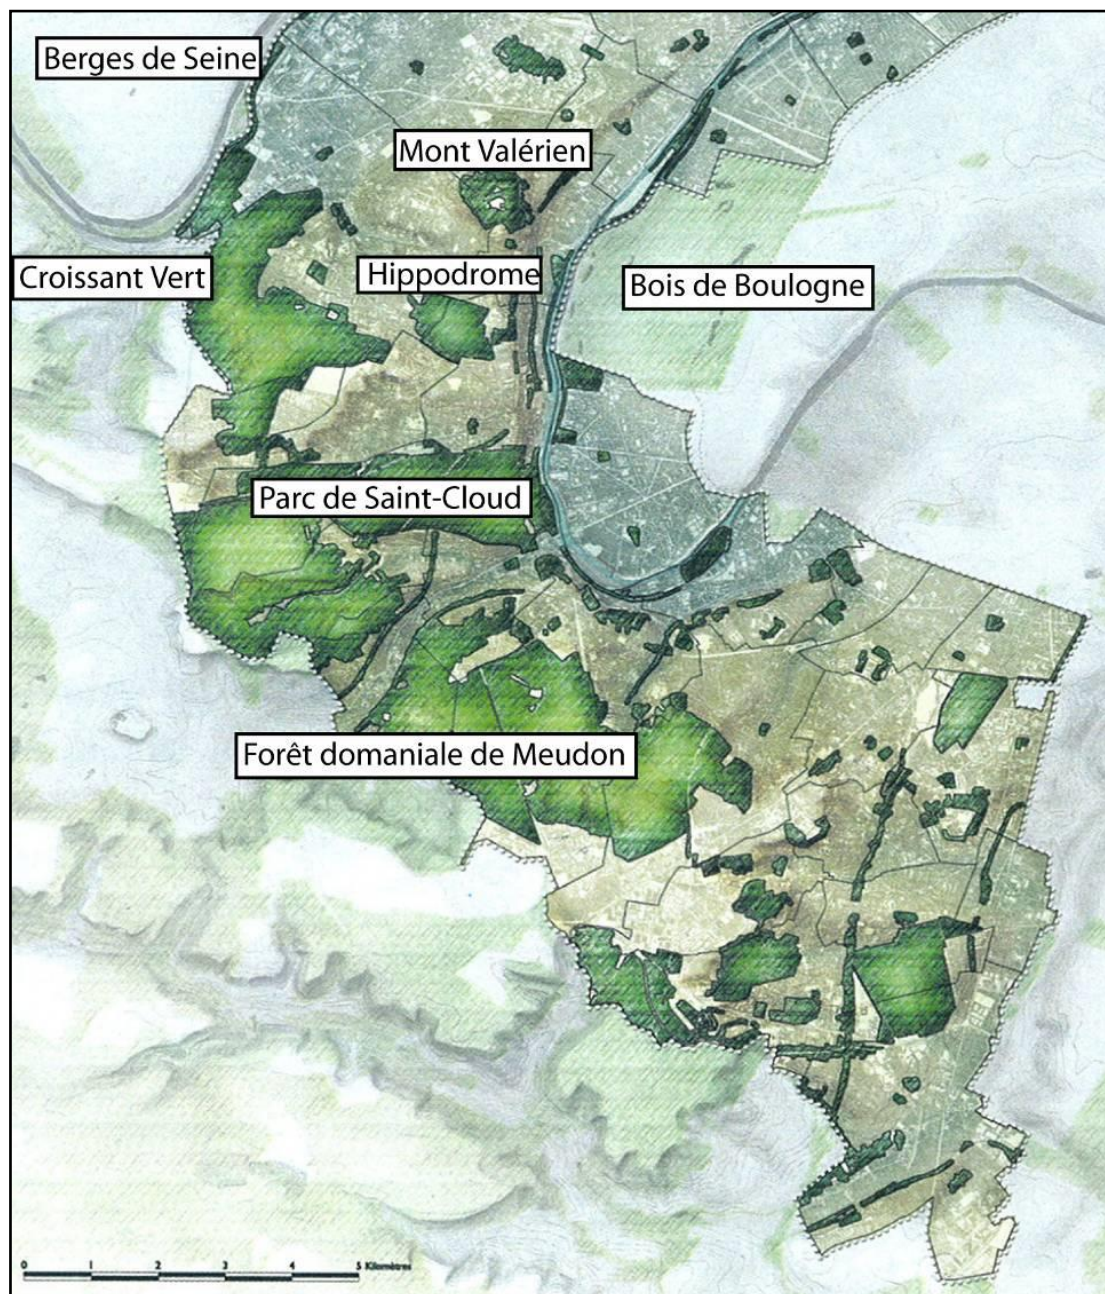 Berges de Seine
Mont Valérien
Croissant Vert
Hippodrome
Bois de Boulogne
Parc de Saint-Cloud
Forêt domaniale de Meudon
0 1 2 3 4 5 Kilomètres